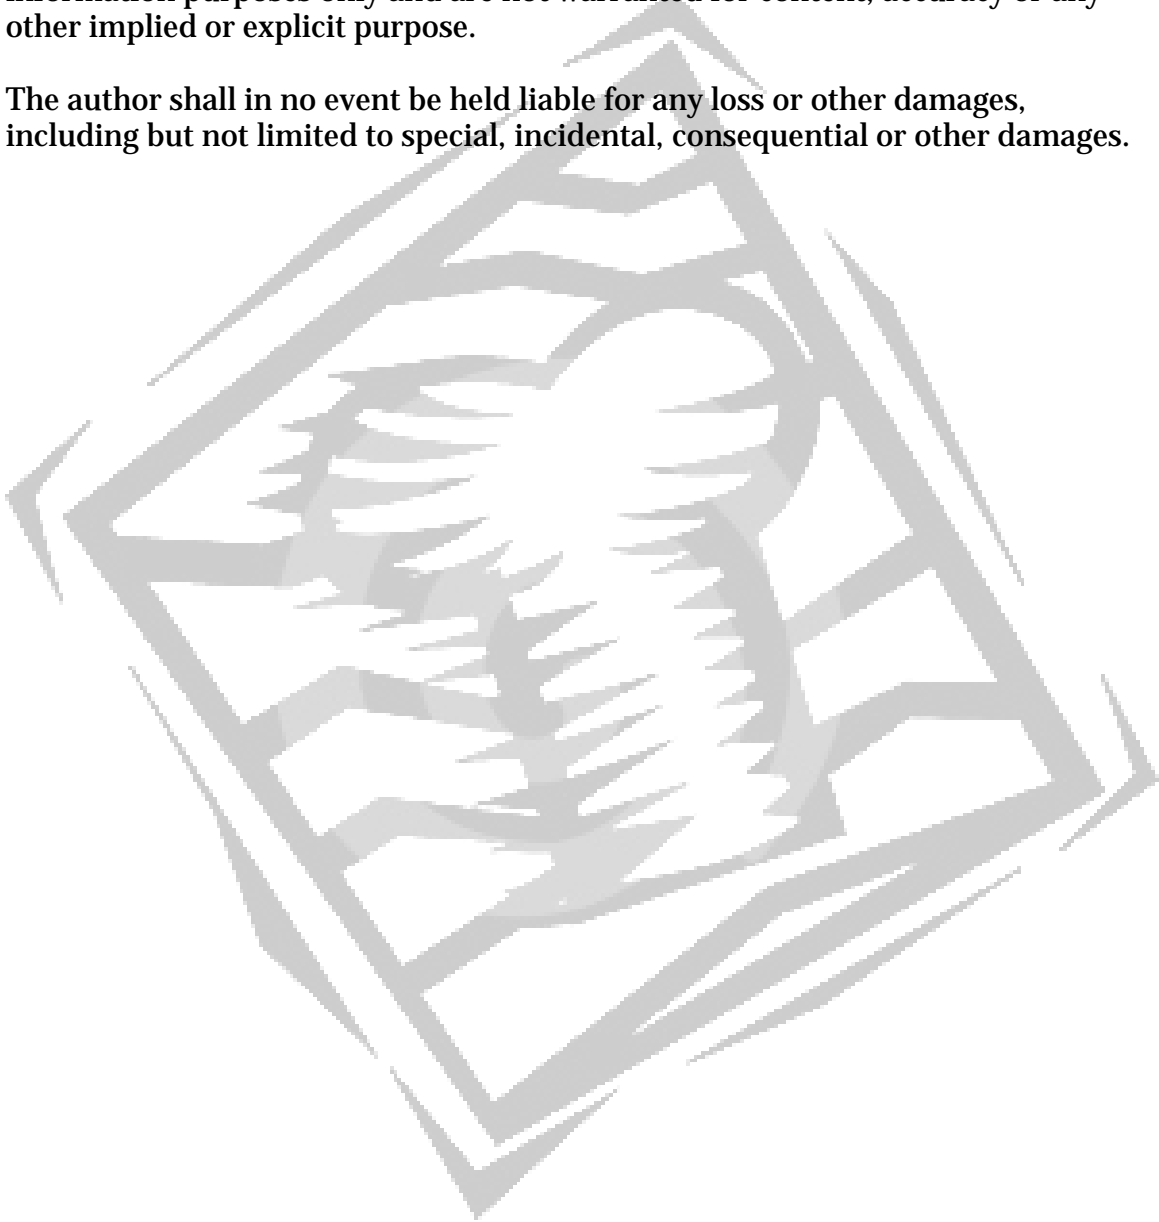 information purposes only and are not warranted for content, accuracy or any
other implied or explicit purpose.
The author shall in no event be held liable for any loss or other damages,
including but not limited to special, incidental, consequential or other damages.